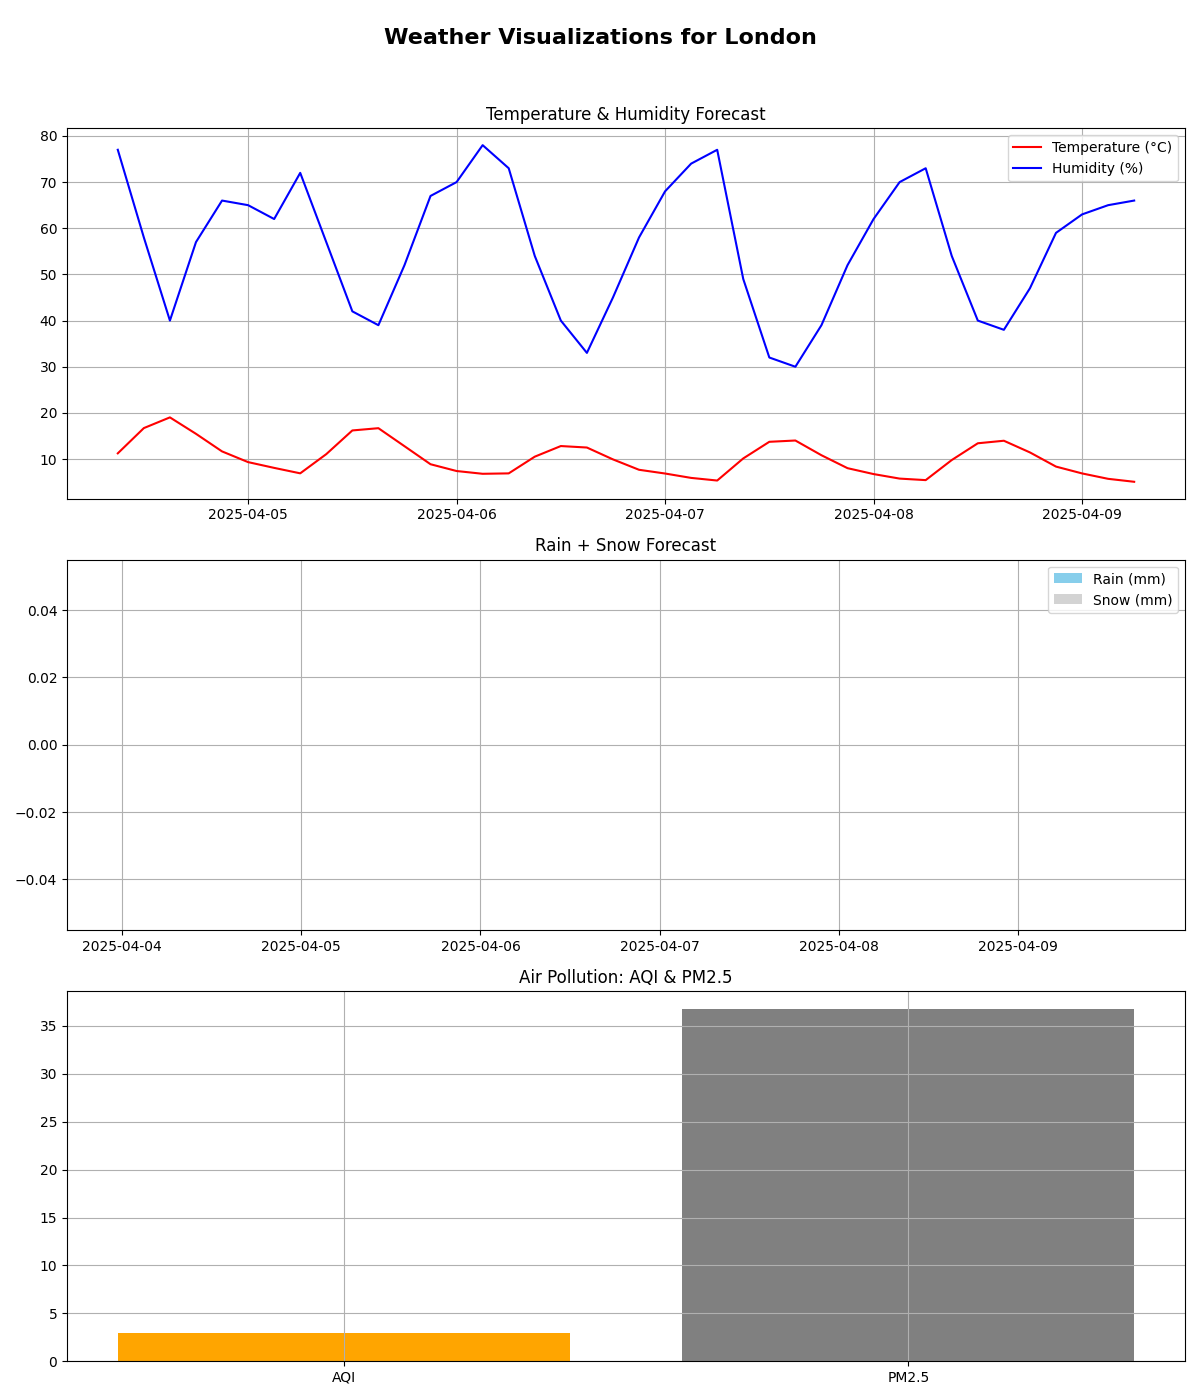 Weather Visualizations for London
Temperature & Humidity Forecast
80
70
60
50
40
30
20
10
Temperature (°C)
Humidity (%)
2025-04-05 2025-04-06 2025-04-07 2025-04-08 2025-04-09
Rain + Snow Forecast
0.04
0.02
0.00
−0.02
−0.04
Rain (mm)
Snow (mm)
2025-04-04 2025-04-05 2025-04-06 2025-04-07 2025-04-08 2025-04-09
Air Pollution: AQI & PM2.5
35
30
25
20
15
10
5
0
AQI PM2.5